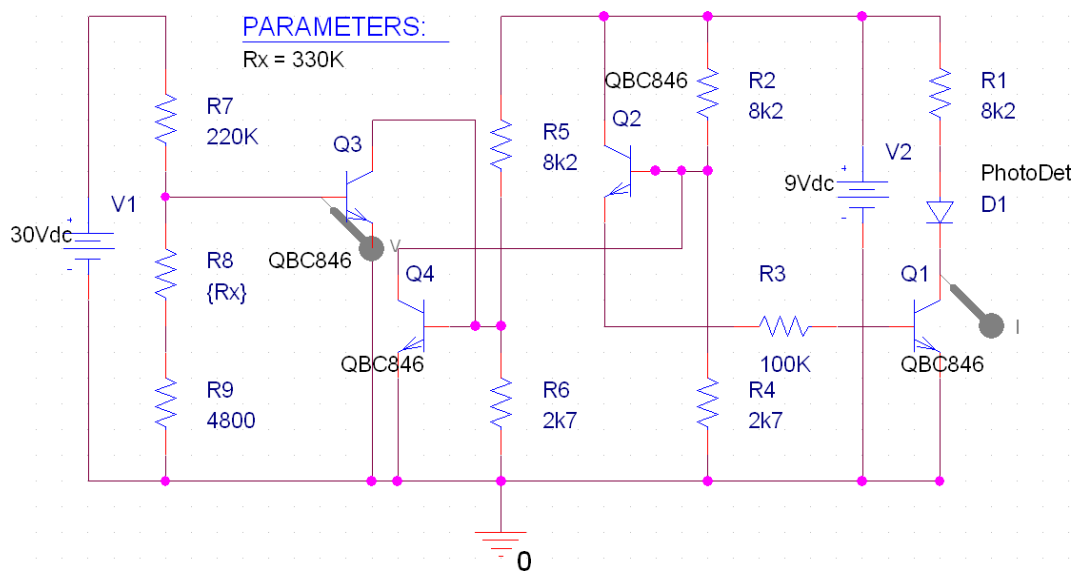 PARAMETERS:
Rx = 330K
R7
220K
Q3
R5
8k2
QBC846
Q2
R2
8k2
R1
8k2
V1
30Vdc
+
-
R8
{Rx}
QBC846
V
Q4
V2
9Vdc
+
-
PhotoDet
D1
R3
100K
Q1
I
QBC846
QBC846
R9
4800
R6
2k7
R4
2k7
0